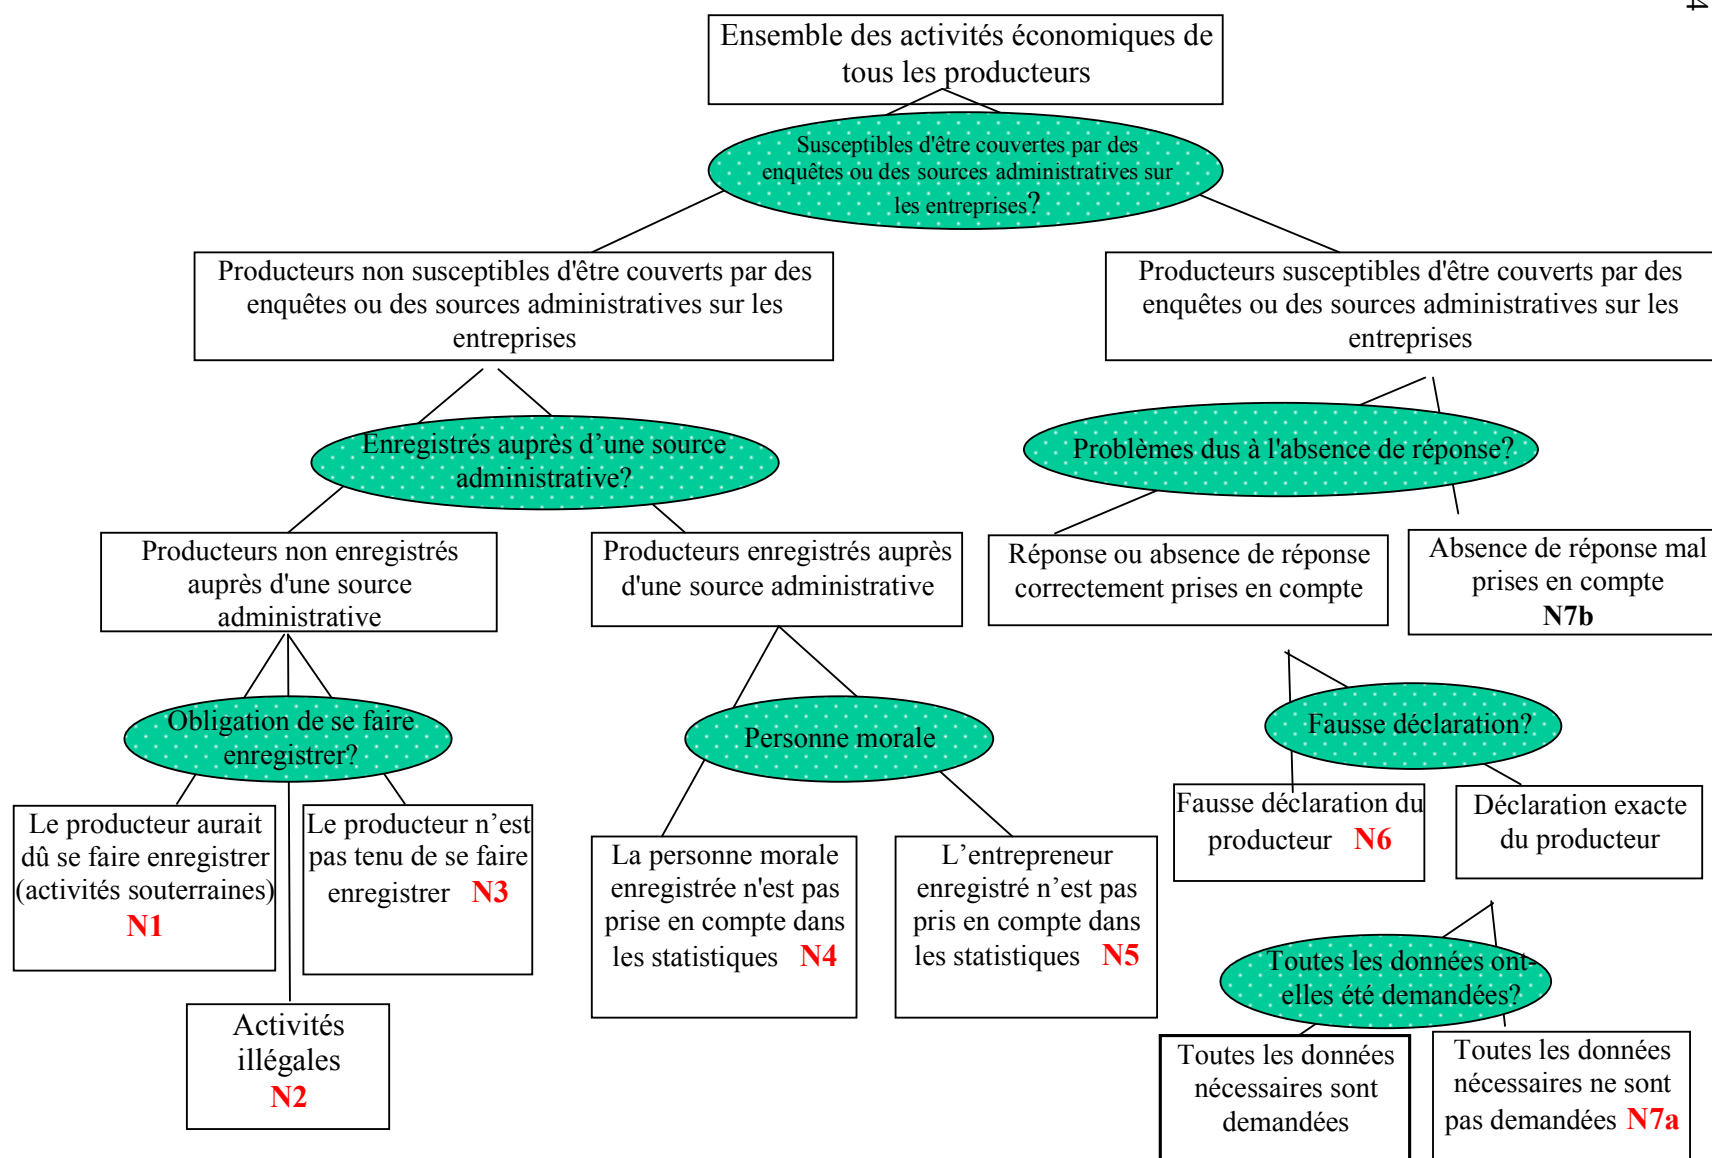 4
Ensemble des activités économiques de
tous les producteurs
Susceptibles d'être couvertes par des
enquêtes ou des sources administratives sur
les entreprises?
Producteurs non susceptibles d'être couverts par des
enquêtes ou des sources administratives sur les
entreprises
Producteurs susceptibles d'être couverts par des
enquêtes ou des sources administratives sur les
entreprises
Enregistrés auprès d’une source
administrative?
Problèmes dus à l'absence de réponse?
Producteurs non enregistrés
auprès d'une source
administrative
Producteurs enregistrés auprès
d'une source administrative
Réponse ou absence de réponse
correctement prises en compte
Absence de réponse mal
prises en compte
N7b
Obligation de se faire
enregistrer?
Personne morale
Fausse déclaration?
Le producteur aurait
dû se faire enregistrer
(activités souterraines)
N1
Le producteur n’est
pas tenu de se faire
enregistrer N3
La personne morale
enregistrée n'est pas
prise en compte dans
les statistiques N4
L’entrepreneur
enregistré n’est pas
pris en compte dans
les statistiques N5
Fausse déclaration du
producteur N6
Déclaration exacte
du producteur
Toutes les données ont-
elles été demandées?
Activités
illégales
N2
Toutes les données
nécessaires sont
demandées
Toutes les données
nécessaires ne sont
pas demandées N7a